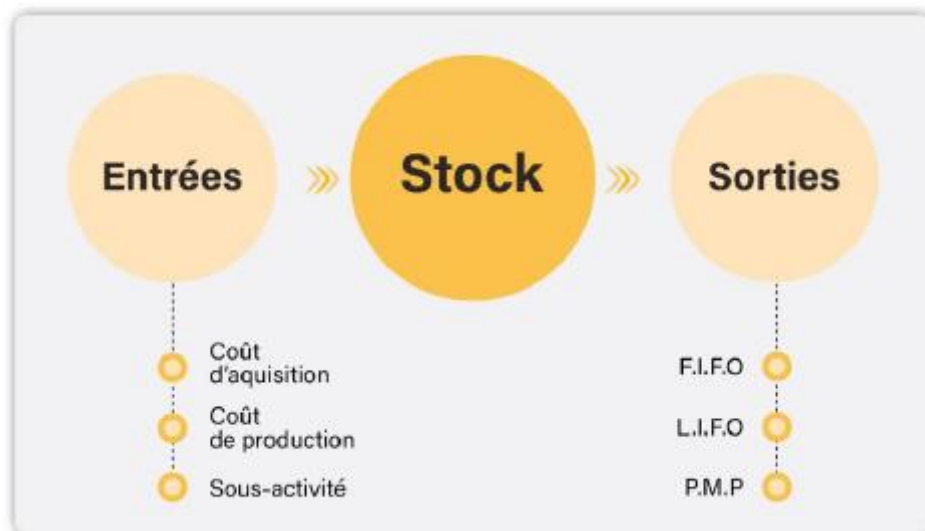 Entrées
Stock
Sorties
Coût
d'aquisition
Coût
de production
Sous-activité
F.I.F.O
L.I.F.O
P.M.P